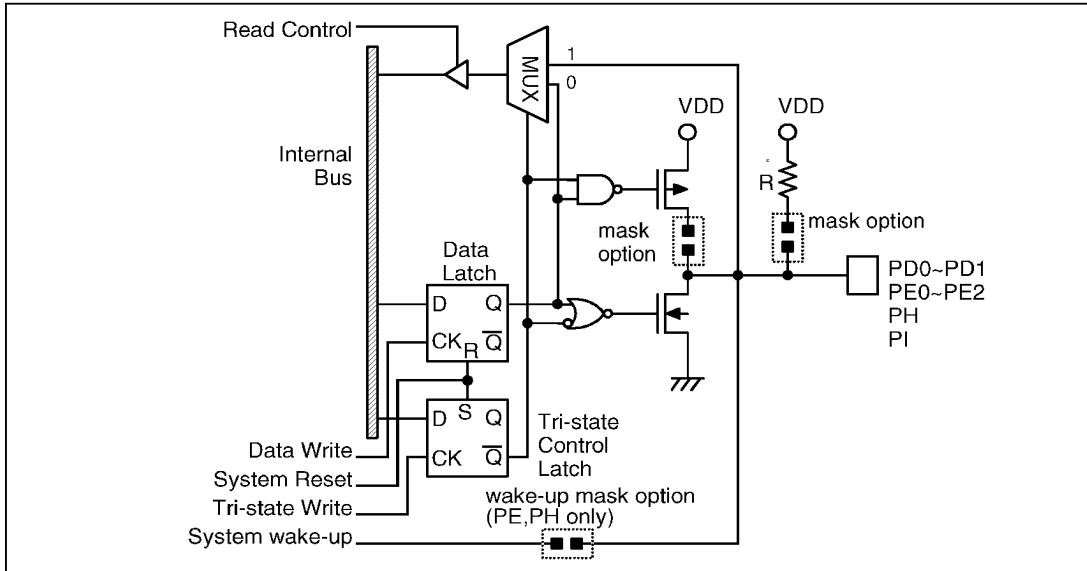 Read Control
MUX
1
0
VDD
VDD
Internal
Bus
R
mask
option
mask option
Data
Latch
D
Q
CK
Q̅
R
PD0~PD1
PE0~PE2
PH
PI
S
D
Q
CK
Q̅
Tri-state
Control
Latch
Data Write
System Reset
Tri-state Write
System wake-up
wake-up mask option
(PE,PH only)